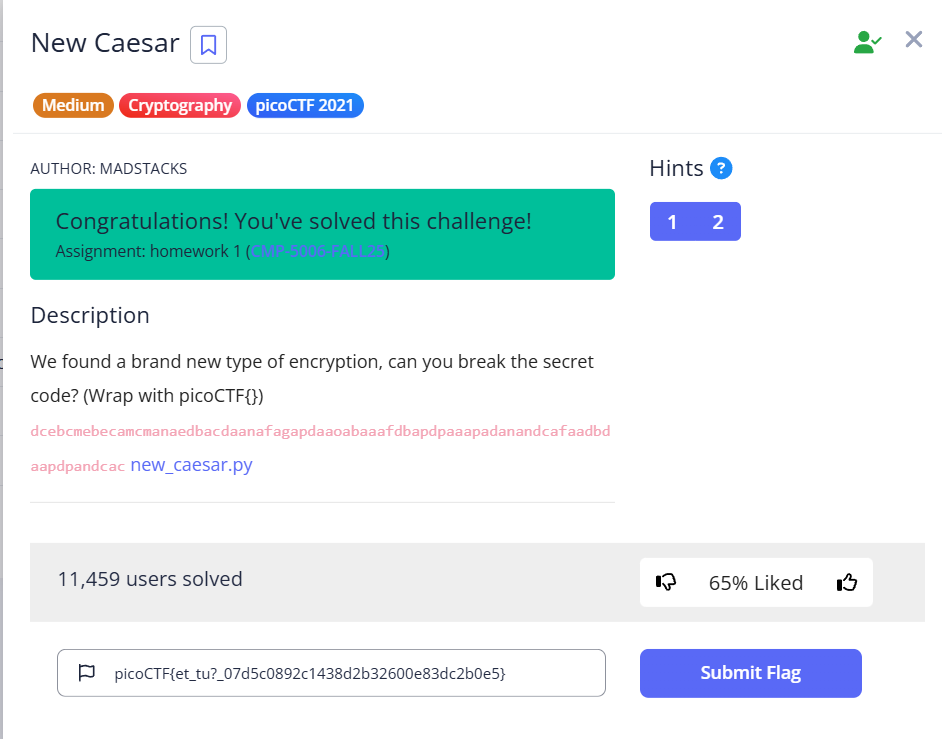 New Caesar
Medium Cryptography picoCTF 2021
AUTHOR: MADSTACKS
Hints ?
1 2
Congratulations! You've solved this challenge!
Assignment: homework 1 (CMP-5006-FALL25)
Description
We found a brand new type of encryption, can you break the secret
code? (Wrap with picoCTF{})
dcebcmebecamcmanaedbacdaanafagapdaaoabaaafdbapdpaaapadanandcafaadbd
aapdpandcac new_caesar.py
11,459 users solved
65% Liked
picoCTF{et_tu?_07d5c0892c1438d2b32600e83dc2b0e5}
Submit Flag